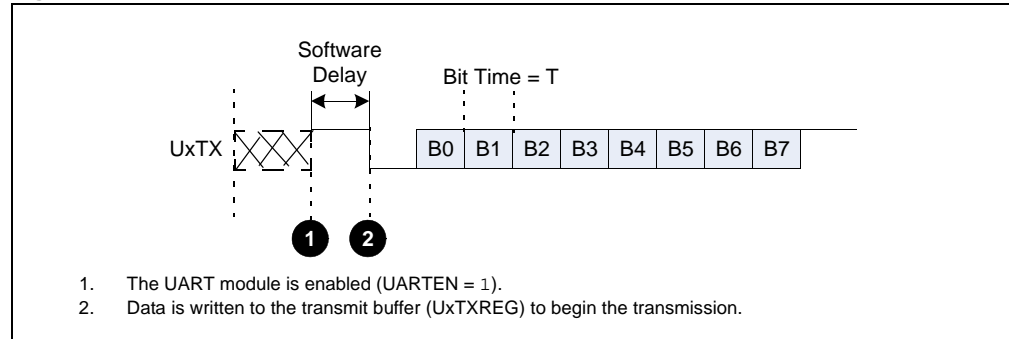 Software
Delay
Bit Time = T
UxTX
B0 B1 B2 B3 B4 B5 B6 B7
1 2
1. The UART module is enabled (UARTEN = 1).
2. Data is written to the transmit buffer (UxTXREG) to begin the transmission.